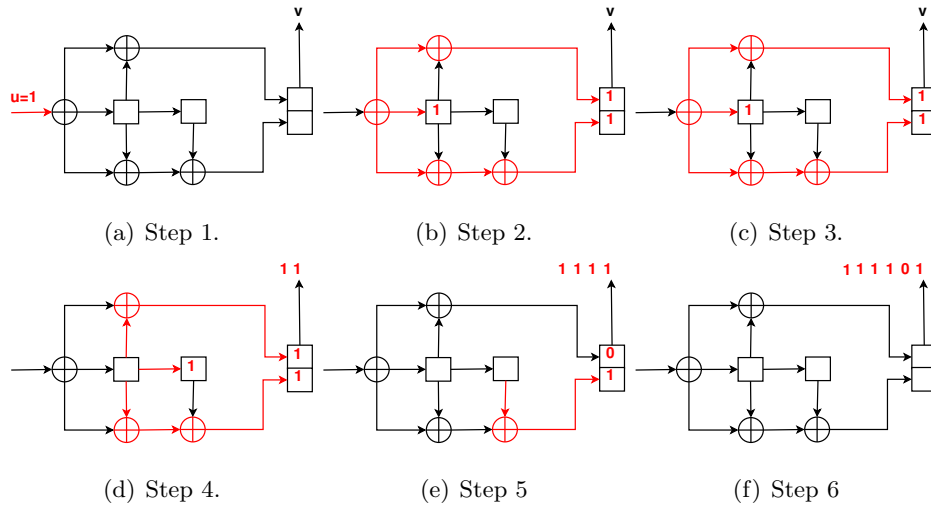 v v v
u=1
1 1 1 1
1 1
(a) Step 1. (b) Step 2. (c) Step 3.
1 1 1 1 1 1 1 1 1 1 0 1
1 0
1
1 1
(d) Step 4. (e) Step 5 (f) Step 6